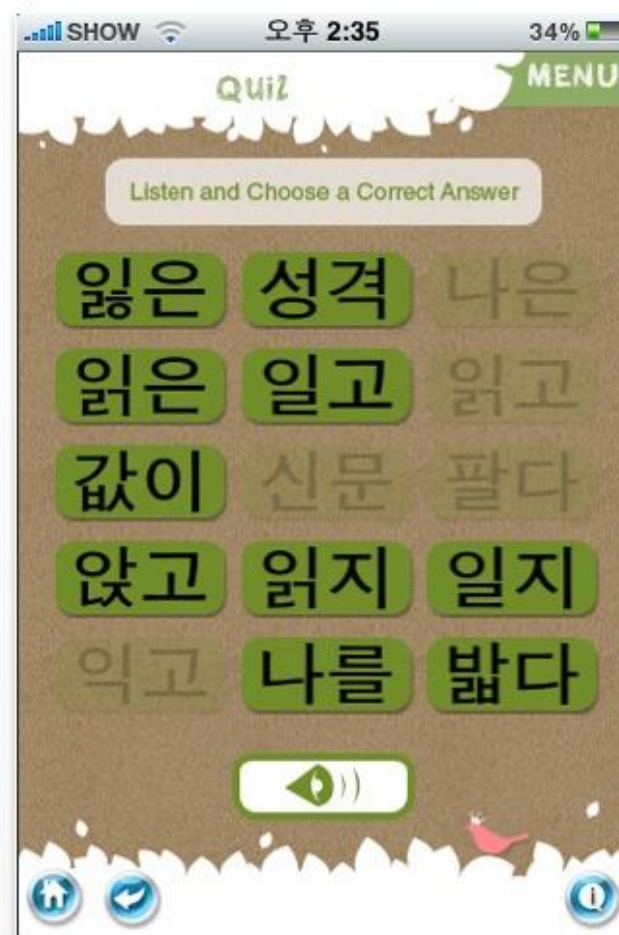 SHOW 오후 2:35 34%
QUIZ MENU
Listen and Choose a Correct Answer
잃은 성격 나은
읽은 일고 읽고
값이 신문 팔다
앉고 읽지 일지
익고 나를 밟다